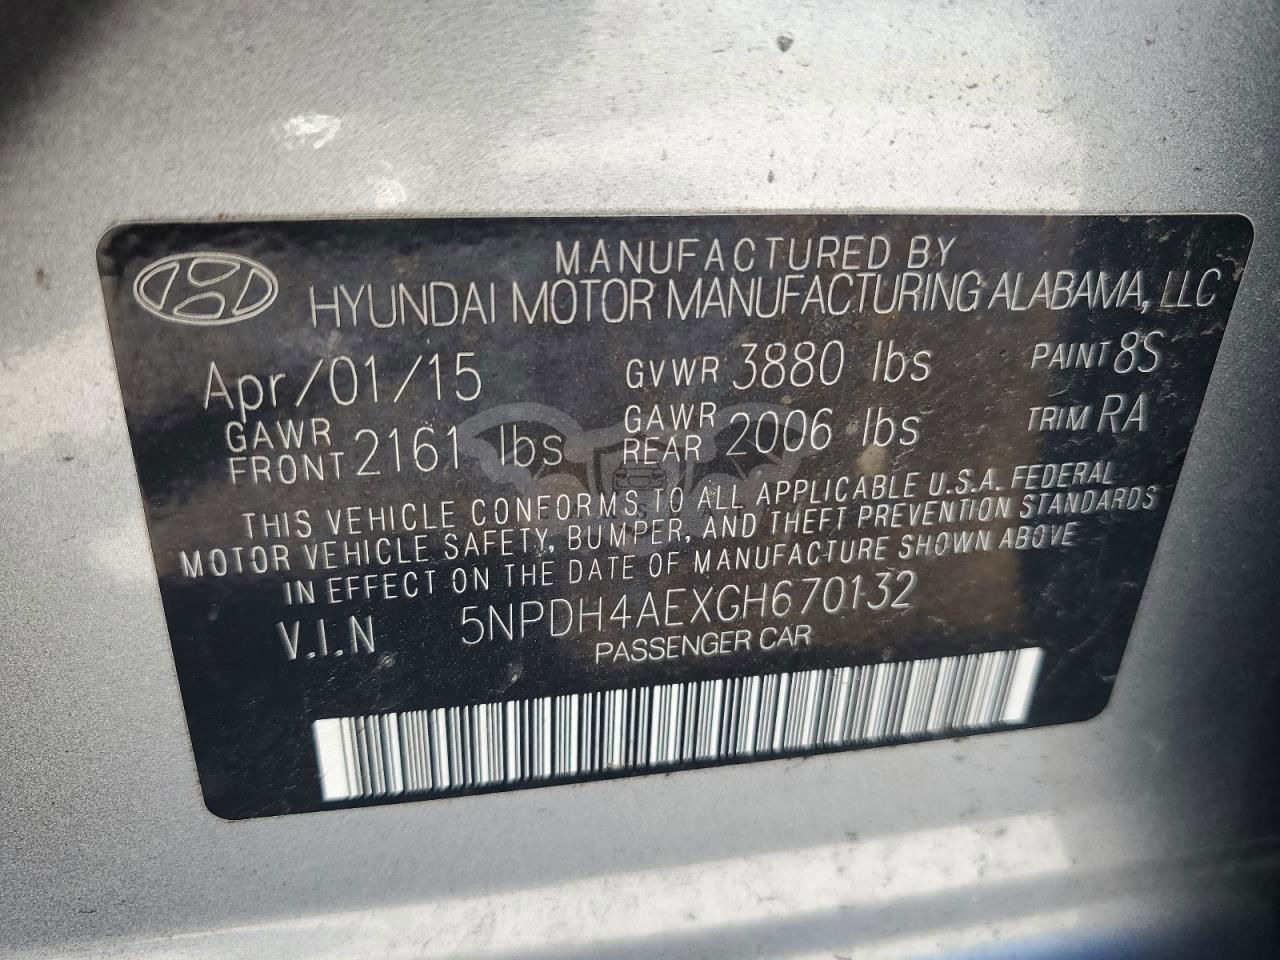 MANUFACTURED BY
HYUNDAI MOTOR MANUFACTURING ALABAMA, LLC
Apr/01/15 GVWR 3880 lbs PAINT 8S
GAWR FRONT 2161 lbs GAWR REAR 2006 lbs TRIM RA
THIS VEHICLE CONFORMS TO ALL APPLICABLE U.S.A. FEDERAL
MOTOR VEHICLE SAFETY, BUMPER, AND THEFT PREVENTION STANDARDS
IN EFFECT ON THE DATE OF MANUFACTURE SHOWN ABOVE
V.I.N 5NPDH4AEXGH670132
PASSENGER CAR